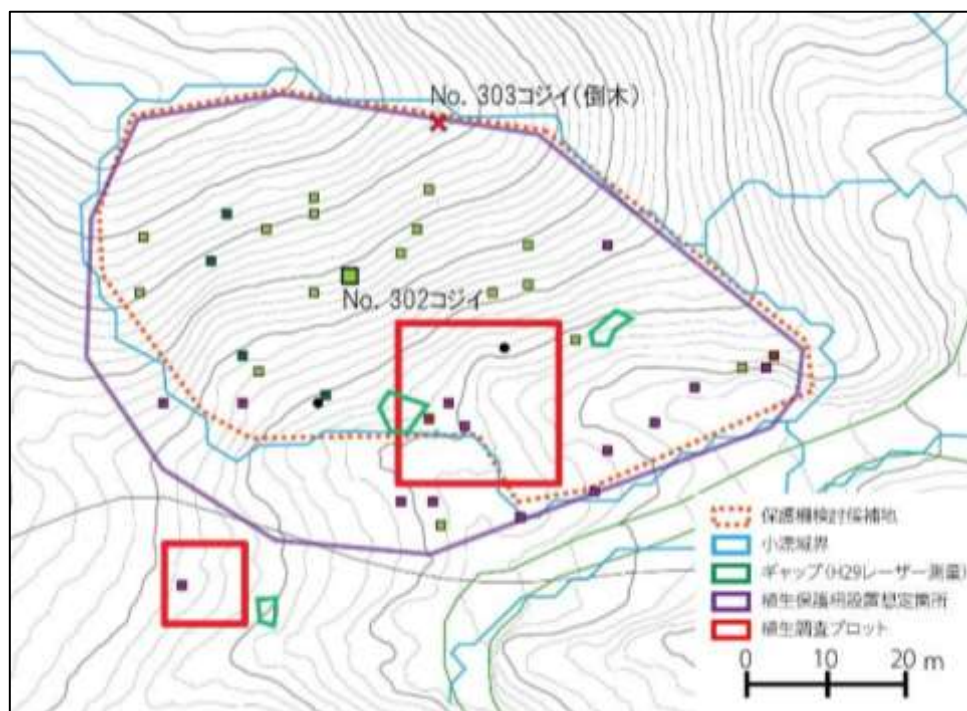 No. 303コジイ(倒木)
No. 302コジイ
保護柵検討候補地
小流域界
ギャップ(H29レーザー測量)
植生保護柵設置想定箇所
植生調査プロット
0 10 20 m